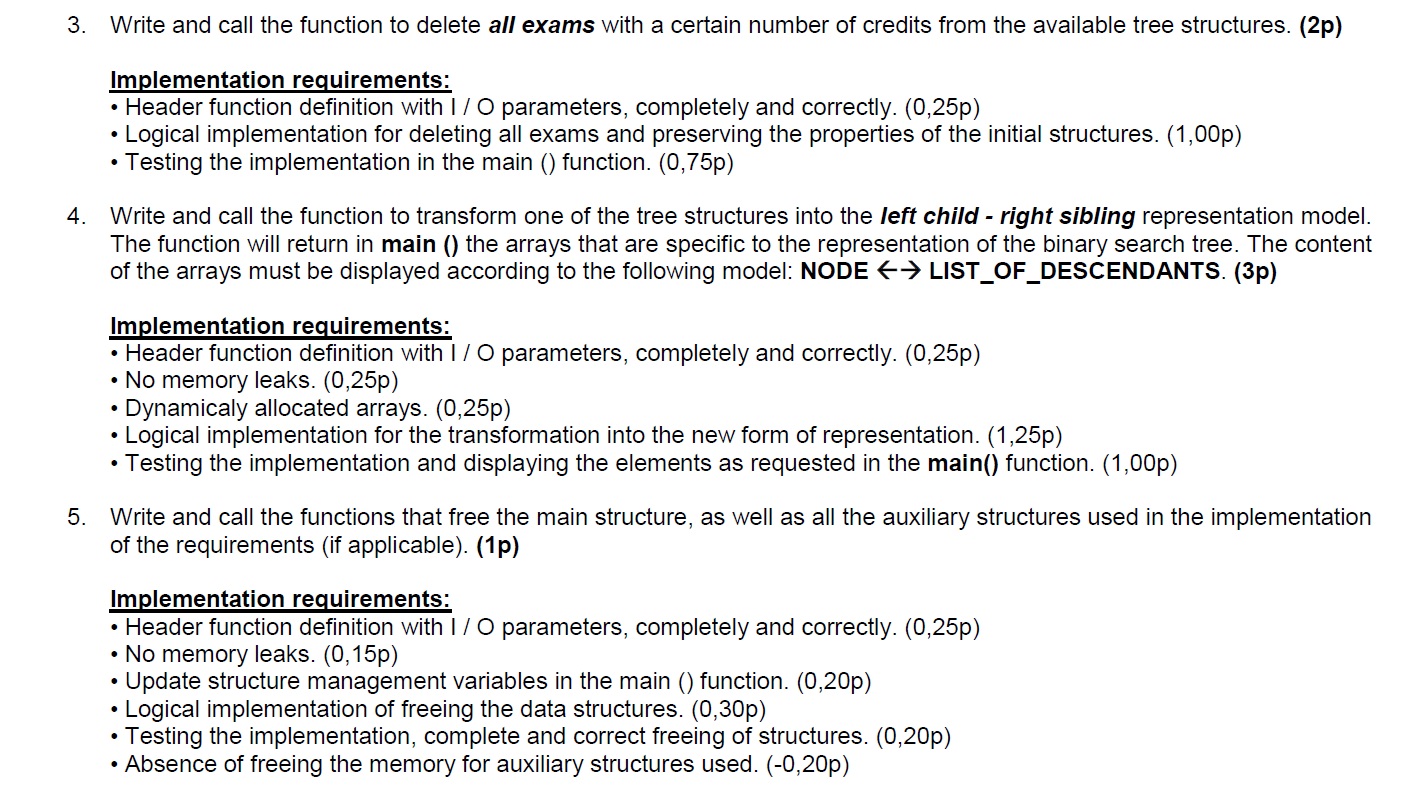 3. Write and call the function to delete all exams with a certain number of credits from the available tree structures. (2p)
Implementation requirements:
• Header function definition with I / O parameters, completely and correctly. (0,25p)
• Logical implementation for deleting all exams and preserving the properties of the initial structures. (1,00p)
• Testing the implementation in the main () function. (0,75p)
4. Write and call the function to transform one of the tree structures into the left child - right sibling representation model.
The function will return in main () the arrays that are specific to the representation of the binary search tree. The content
of the arrays must be displayed according to the following model: NODE ←→ LIST_OF_DESCENDANTS. (3p)
Implementation requirements:
• Header function definition with I / O parameters, completely and correctly. (0,25p)
• No memory leaks. (0,25p)
• Dynamicaly allocated arrays. (0,25p)
• Logical implementation for the transformation into the new form of representation. (1,25p)
• Testing the implementation and displaying the elements as requested in the main() function. (1,00p)
5. Write and call the functions that free the main structure, as well as all the auxiliary structures used in the implementation
of the requirements (if applicable). (1p)
Implementation requirements:
• Header function definition with I / O parameters, completely and correctly. (0,25p)
• No memory leaks. (0,15p)
• Update structure management variables in the main () function. (0,20p)
• Logical implementation of freeing the data structures. (0,30p)
• Testing the implementation, complete and correct freeing of structures. (0,20p)
• Absence of freeing the memory for auxiliary structures used. (-0,20p)